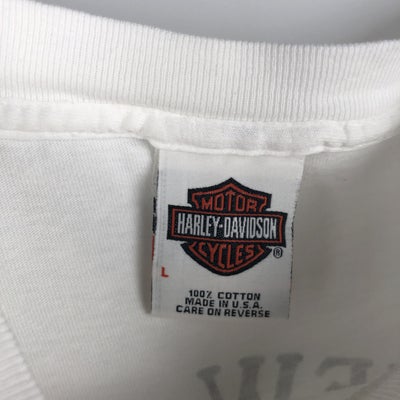 MOTOR
HARLEY-DAVIDSON
CYCLES ®
L
100% COTTON
MADE IN U.S.A.
CARE ON REVERSE